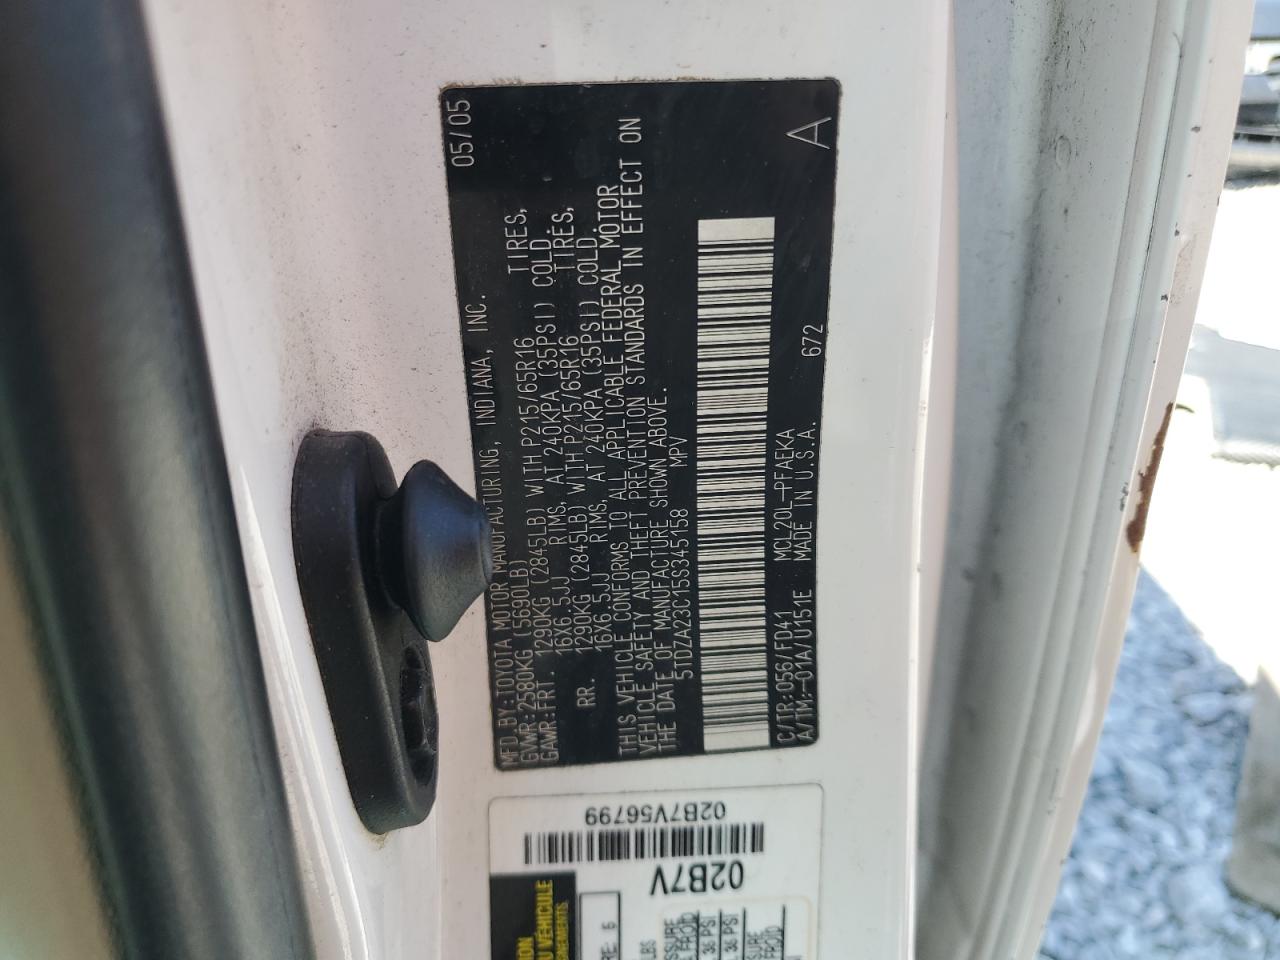 MFD.BY:TOYOTA MOTOR MANUFACTURING, INDIANA, INC. 05/05
GVWR:2580KG (5690LB)
GAWR:FRT. 1290KG (2845LB) WITH P215/65R16 TIRES,
16X6.5JJ RIMS, AT 240KPA (35PSI) COLD.
RR. 1290KG (2845LB) WITH P215/65R16 TIRES,
16X6.5JJ RIMS, AT 240KPA (35PSI) COLD.
THIS VEHICLE CONFORMS TO ALL APPLICABLE FEDERAL MOTOR
VEHICLE SAFETY AND THEFT PREVENTION STANDARDS IN EFFECT ON
THE DATE OF MANUFACTURE SHOWN ABOVE.
5TDZA23C15S345158 MPV
C/TR:056/FD41 MCL20L-PFAEKA
A/TM:-01A/U151E MADE IN U.S.A. 672 A
02B7V56799
02B7V